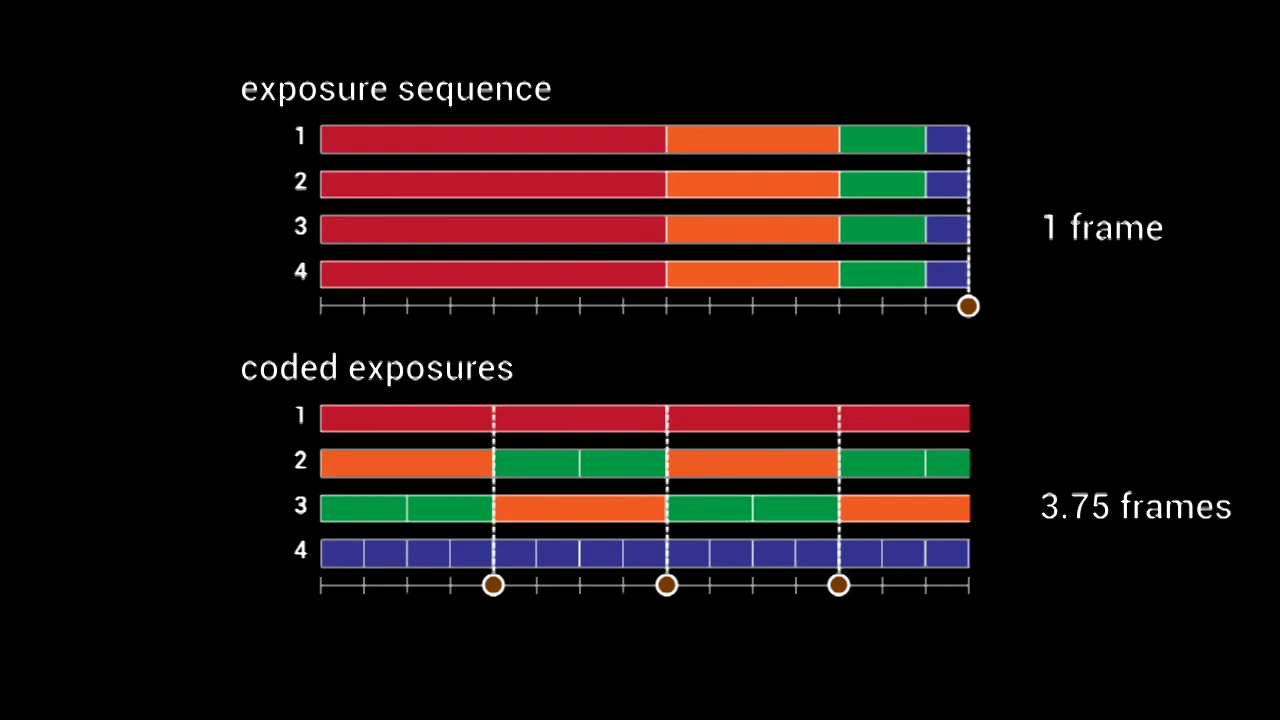 exposure sequence
1
2
3
4
1 frame
coded exposures
1
2
3
4
3.75 frames